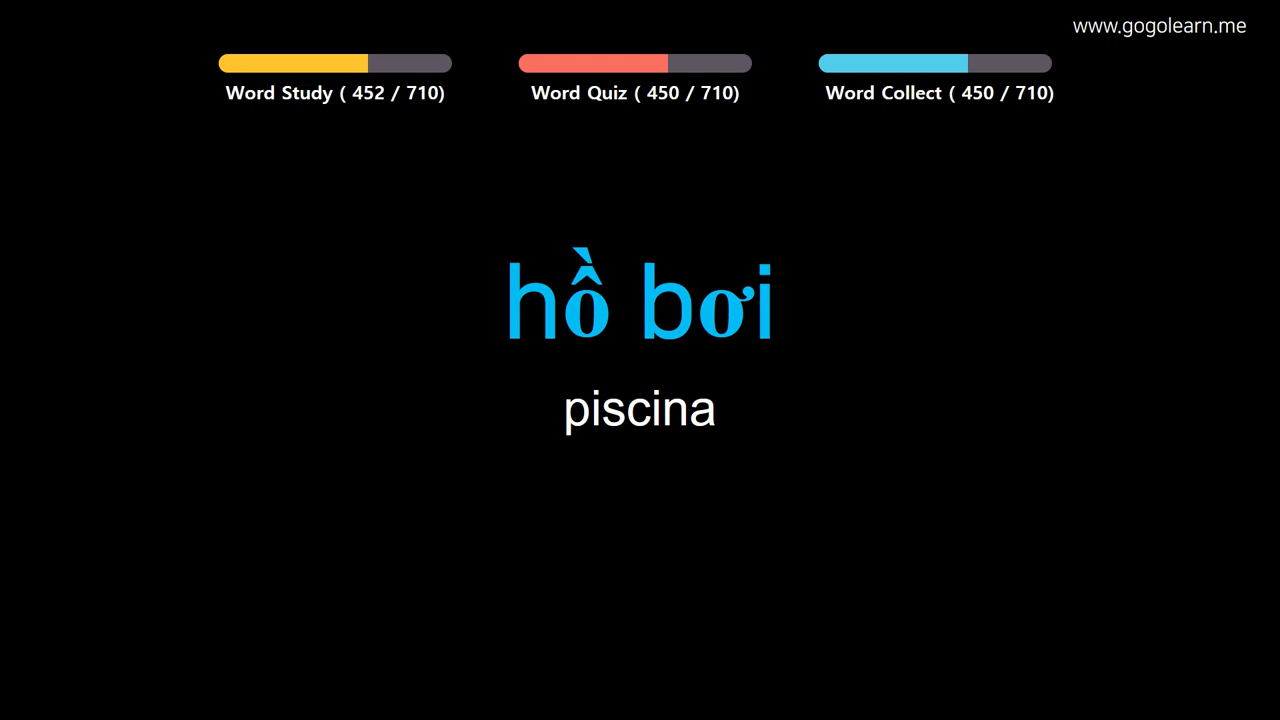 www.gogolearn.me
Word Study ( 452 / 710)
Word Quiz ( 450 / 710)
Word Collect ( 450 / 710)
hồ bơi
piscina